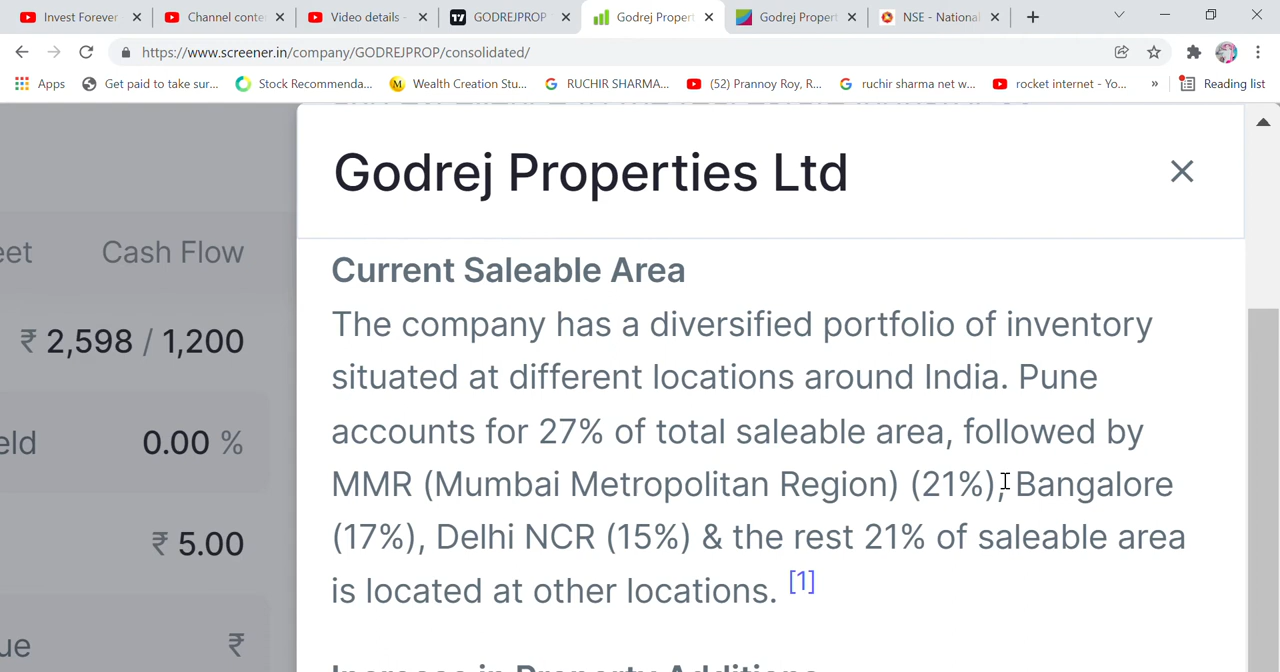 Invest Forever
Channel conte
Video details -
GODREJPROP
Godrej Propert
Godrej Propert
NSE - National
https://www.screener.in/company/GODREJPROP/consolidated/
Apps
Get paid to take sur...
Stock Recommenda...
Wealth Creation Stu...
RUCHIR SHARMA...
(52) Prannoy Roy, R...
ruchir sharma net w...
rocket internet - Yo...
»
Reading list
Godrej Properties Ltd
eet Cash Flow
₹ 2,598 / 1,200
eld 0.00 %
₹ 5.00
ue ₹
Current Saleable Area
The company has a diversified portfolio of inventory
situated at different locations around India. Pune
accounts for 27% of total saleable area, followed by
MMR (Mumbai Metropolitan Region) (21%), Bangalore
(17%), Delhi NCR (15%) & the rest 21% of saleable area
is located at other locations. [1]
Increase in Property Additions